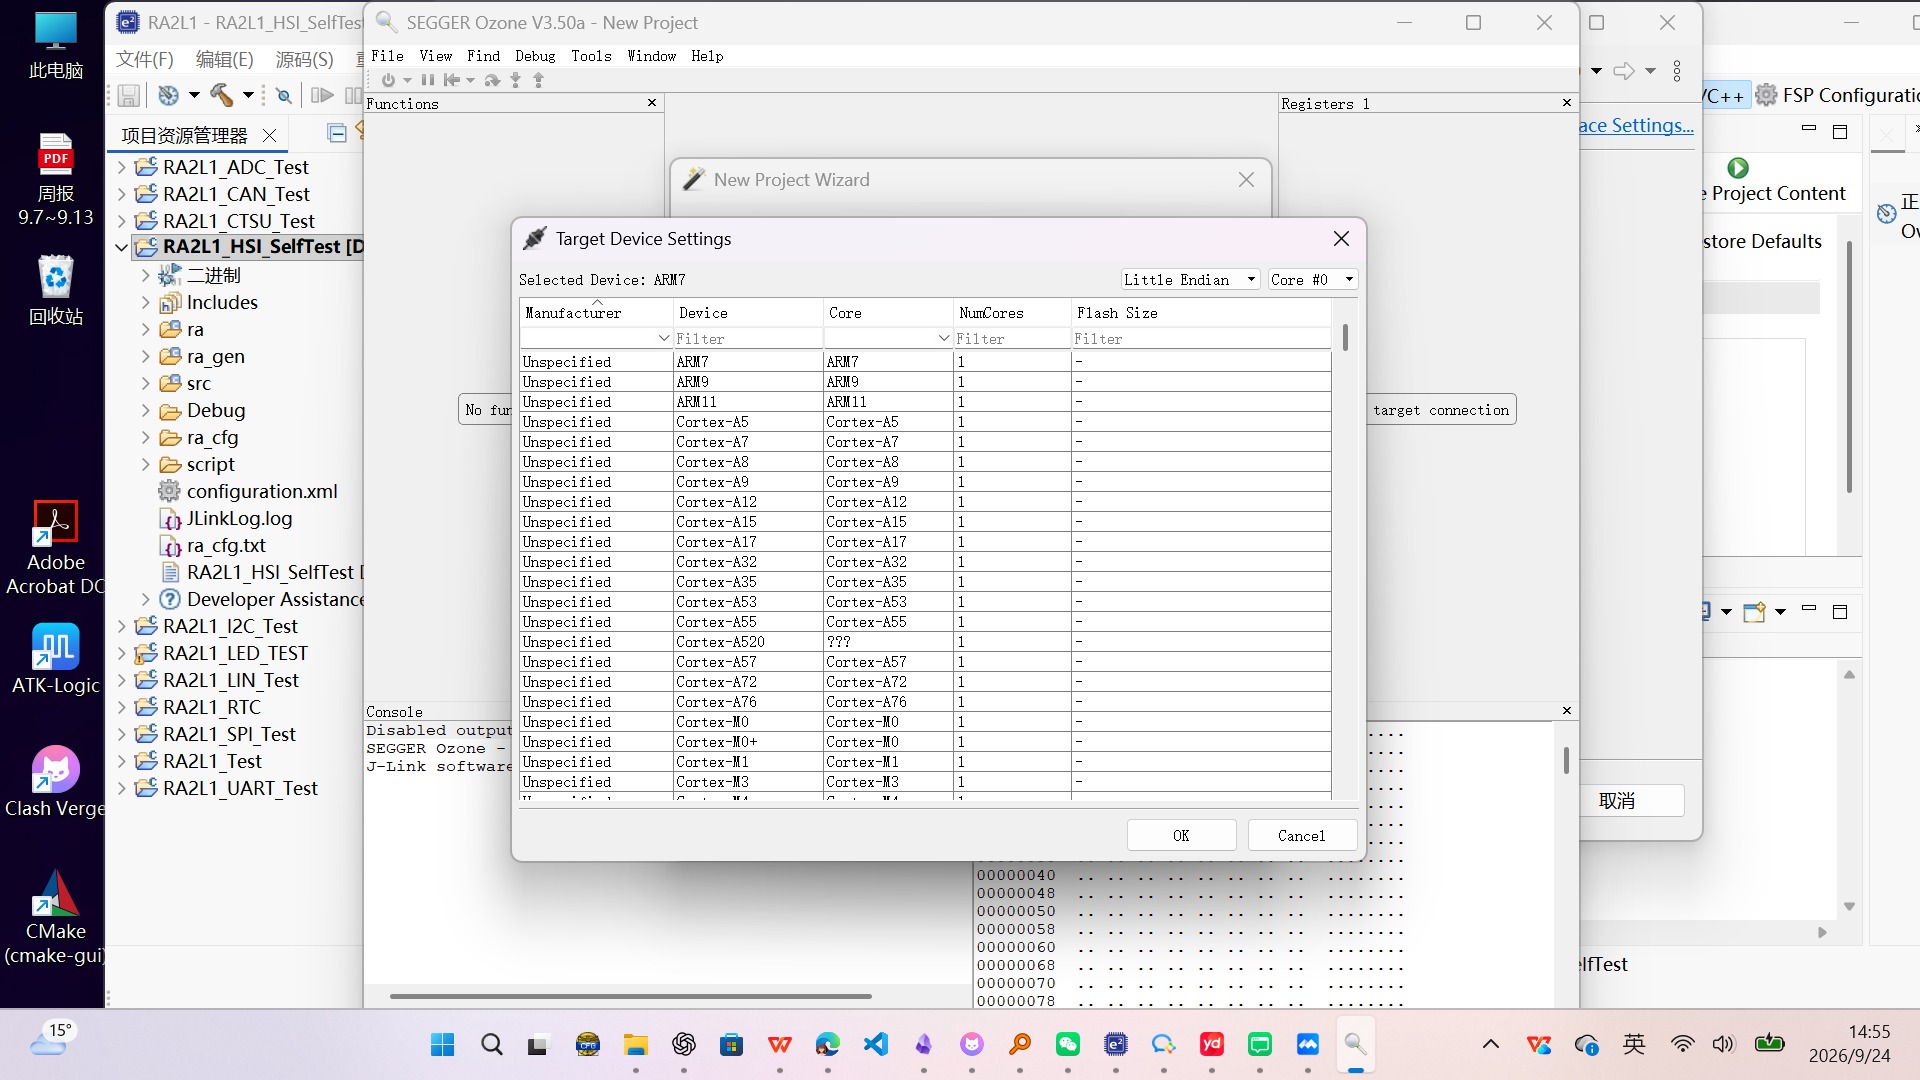 此电脑
周报
9.7~9.13
回收站
Adobe
Acrobat DC
ATK-Logic
Clash Verge
CMake
(cmake-gui)
RA2L1 - RA2L1_HSI_SelfTest
文件(F) 编辑(E) 源码(S)
项目资源管理器
RA2L1_ADC_Test
RA2L1_CAN_Test
RA2L1_CTSU_Test
RA2L1_HSI_SelfTest [D
二进制
Includes
ra
ra_gen
src
Debug
ra_cfg
script
configuration.xml
JLinkLog.log
ra_cfg.txt
RA2L1_HSI_SelfTest
Developer Assistance
RA2L1_I2C_Test
RA2L1_LED_TEST
RA2L1_LIN_Test
RA2L1_RTC
RA2L1_SPI_Test
RA2L1_Test
RA2L1_UART_Test
SEGGER Ozone V3.50a - New Project
File View Find Debug Tools Window Help
Functions
Registers 1
No fun
target connection
New Project Wizard
Target Device Settings
Selected Device: ARM7
Little Endian
Core #0
Manufacturer Device Core NumCores Flash Size
Filter Filter Filter
Unspecified ARM7 ARM7 1 -
Unspecified ARM9 ARM9 1 -
Unspecified ARM11 ARM11 1 -
Unspecified Cortex-A5 Cortex-A5 1 -
Unspecified Cortex-A7 Cortex-A7 1 -
Unspecified Cortex-A8 Cortex-A8 1 -
Unspecified Cortex-A9 Cortex-A9 1 -
Unspecified Cortex-A12 Cortex-A12 1 -
Unspecified Cortex-A15 Cortex-A15 1 -
Unspecified Cortex-A17 Cortex-A17 1 -
Unspecified Cortex-A32 Cortex-A32 1 -
Unspecified Cortex-A35 Cortex-A35 1 -
Unspecified Cortex-A53 Cortex-A53 1 -
Unspecified Cortex-A55 Cortex-A55 1 -
Unspecified Cortex-A520 ??? 1 -
Unspecified Cortex-A57 Cortex-A57 1 -
Unspecified Cortex-A72 Cortex-A72 1 -
Unspecified Cortex-A76 Cortex-A76 1 -
Unspecified Cortex-M0 Cortex-M0 1 -
Unspecified Cortex-M0+ Cortex-M0 1 -
Unspecified Cortex-M1 Cortex-M1 1 -
Unspecified Cortex-M3 Cortex-M3 1 -
OK
Cancel
Console
Disabled output
SEGGER Ozone -
J-Link software
00000040 .. .. .. .. .. .. .. .. ........
00000048 .. .. .. .. .. .. .. .. ........
00000050 .. .. .. .. .. .. .. .. ........
00000058 .. .. .. .. .. .. .. .. ........
00000060 .. .. .. .. .. .. .. .. ........
00000068 .. .. .. .. .. .. .. .. ........
00000070 .. .. .. .. .. .. .. .. ........
00000078 .. .. .. .. .. .. .. .. ........
ace Settings...
取消
/C++
FSP Configuratio
e Project Content
store Defaults
正
Ov
elfTest
15°
英
14:55
2026/9/24